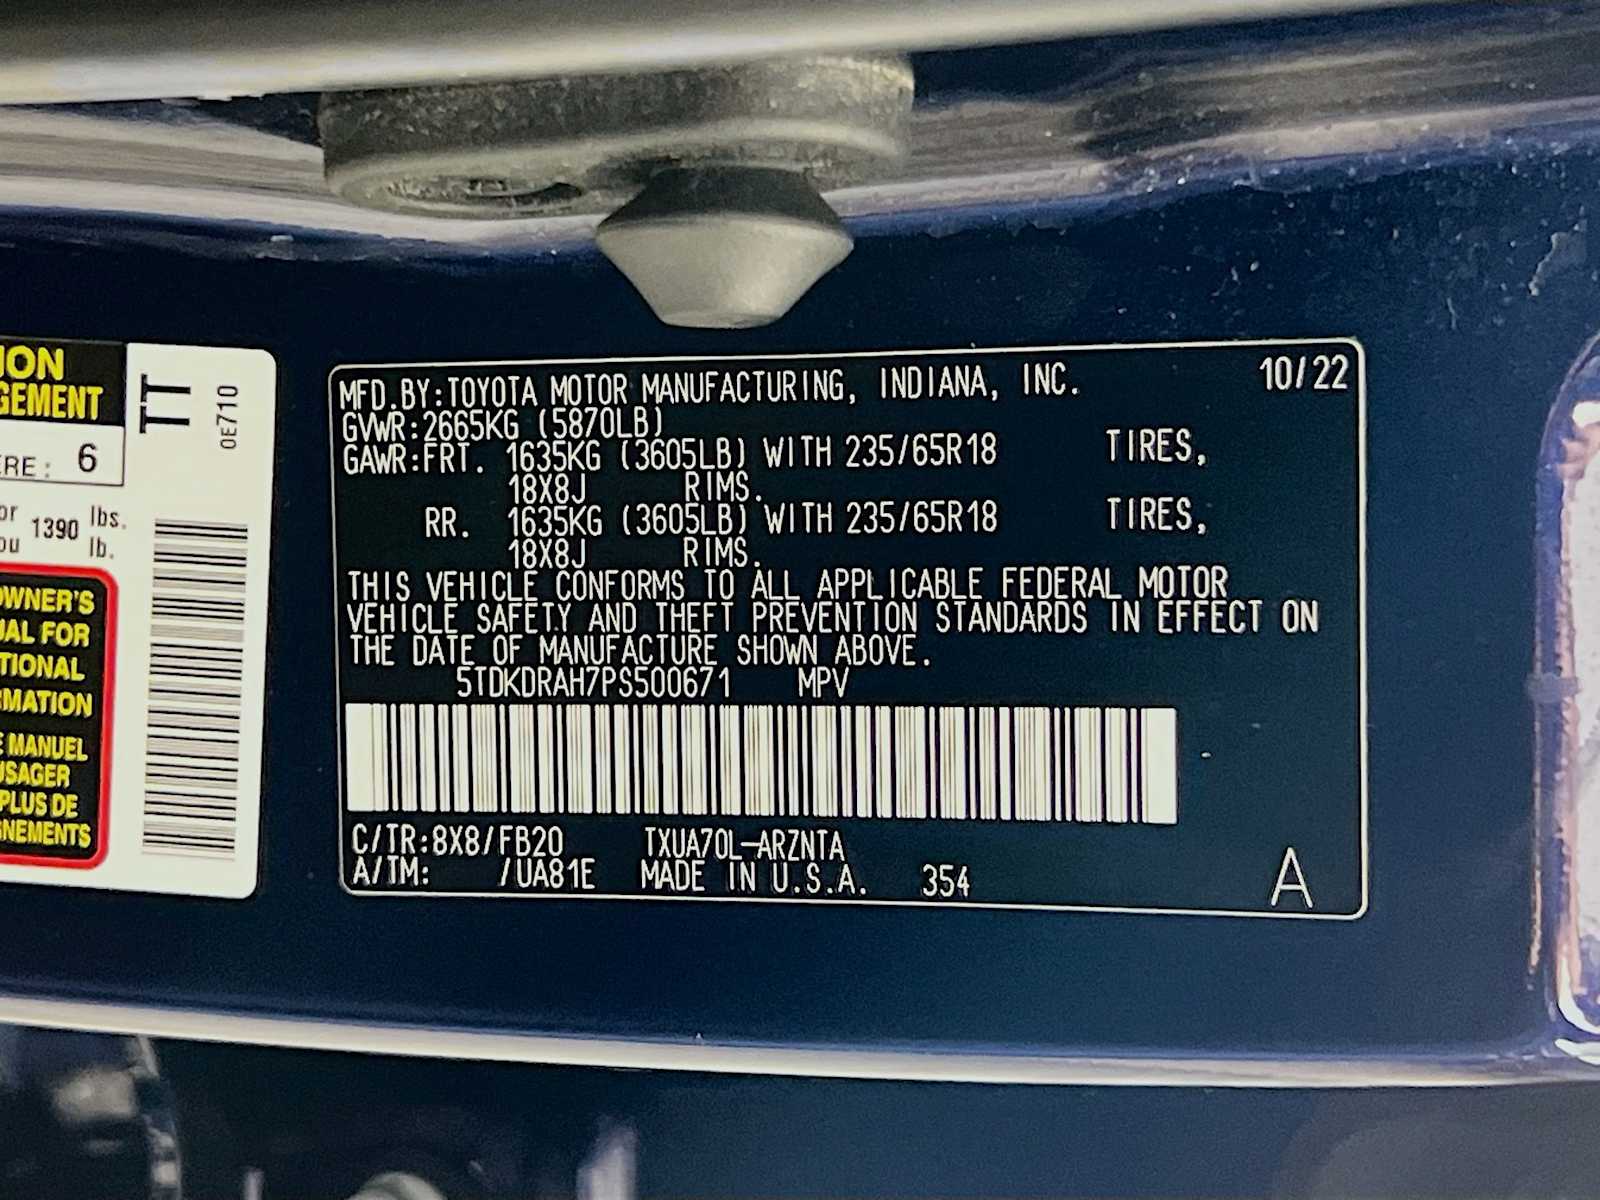 ION
GEMENT
ERE: 6
or
ou
1390
lbs.
lb.
OWNER'S
UAL FOR
TIONAL
RMATION
E MANUEL
USAGER
PLUS DE
GNEMENTS
TT
0E710
MFD.BY:TOYOTA MOTOR MANUFACTURING, INDIANA, INC. 10/22
GVWR:2665KG (5870LB)
GAWR:FRT. 1635KG (3605LB) WITH 235/65R18 TIRES,
18X8J RIMS.
RR. 1635KG (3605LB) WITH 235/65R18 TIRES,
18X8J RIMS.
THIS VEHICLE CONFORMS TO ALL APPLICABLE FEDERAL MOTOR
VEHICLE SAFETY AND THEFT PREVENTION STANDARDS IN EFFECT ON
THE DATE OF MANUFACTURE SHOWN ABOVE.
5TDKDRAH7PS500671 MPV
C/TR:8X8/FB20 TXUA70L-ARZNTA
A/TM: /UA81E MADE IN U.S.A. 354
A